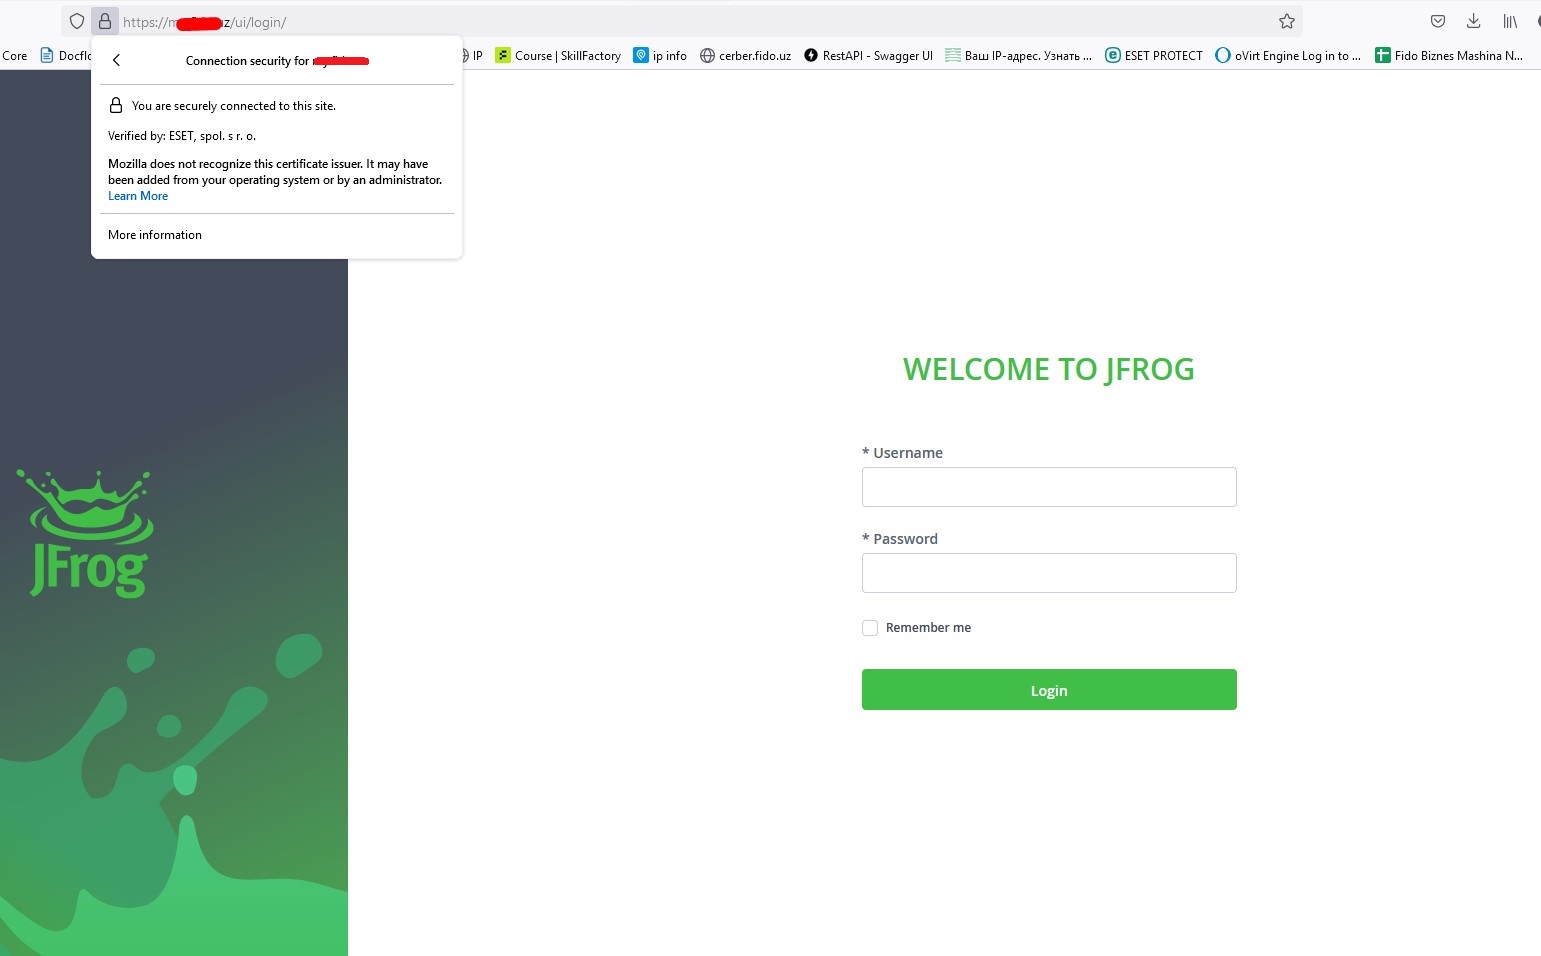 https://m
z/ui/login/
Core
Docflo
IP
Course | SkillFactory
ip info
cerber.fido.uz
RestAPI - Swagger UI
Ваш IP-адрес. Узнать ...
ESET PROTECT
oVirt Engine Log in to ...
Fido Biznes Mashina N...
Connection security for
You are securely connected to this site.
Verified by: ESET, spol. s r. o.
Mozilla does not recognize this certificate issuer. It may have
been added from your operating system or by an administrator.
Learn More
More information
JFrog
WELCOME TO JFROG
* Username
* Password
Remember me
Login